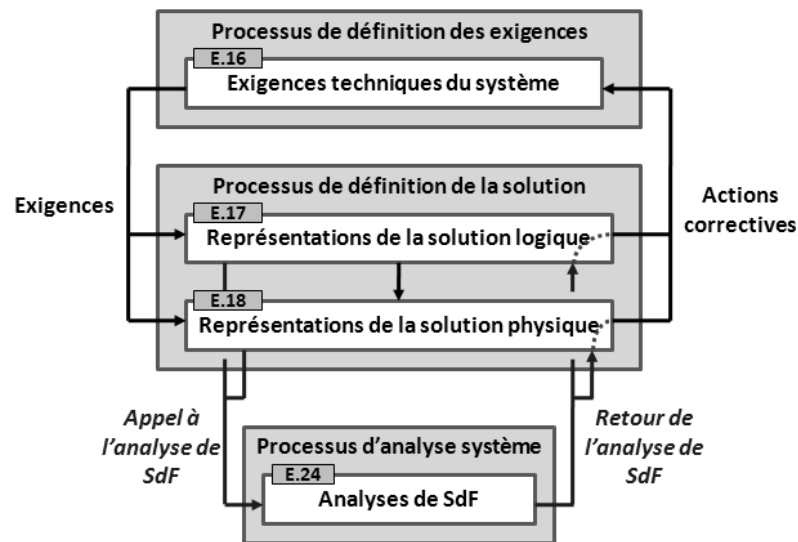 Processus de définition des exigences
E.16
Exigences techniques du système
Processus de définition de la solution
Exigences
Actions
correctives
E.17
Représentations de la solution logique
E.18
Représentations de la solution physique
Appel à
l'analyse de
SdF
Retour de
l'analyse de
SdF
Processus d'analyse système
E.24
Analyses de SdF